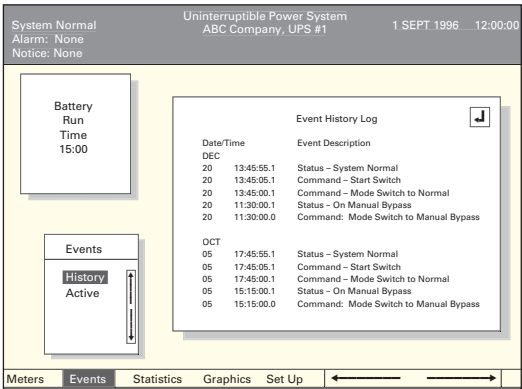 System Normal
Alarm: None
Notice: None
Uninterruptible Power System
ABC Company, UPS #1
1 SEPT 1996 12:00:00
Battery
Run
Time
15:00
Events
History
Active
Event History Log
Date/Time Event Description
DEC
20 13:45:55.1 Status – System Normal
20 13:45:05.1 Command – Start Switch
20 13:45:00.1 Command – Mode Switch to Normal
20 11:30:00.1 Status – On Manual Bypass
20 11:30:00.0 Command: Mode Switch to Manual Bypass
OCT
05 17:45:55.1 Status – System Normal
05 17:45:05.1 Command – Start Switch
05 17:45:00.1 Command – Mode Switch to Normal
05 15:15:00.1 Status – On Manual Bypass
05 15:15:00.0 Command: Mode Switch to Manual Bypass
Meters Events Statistics Graphics Set Up